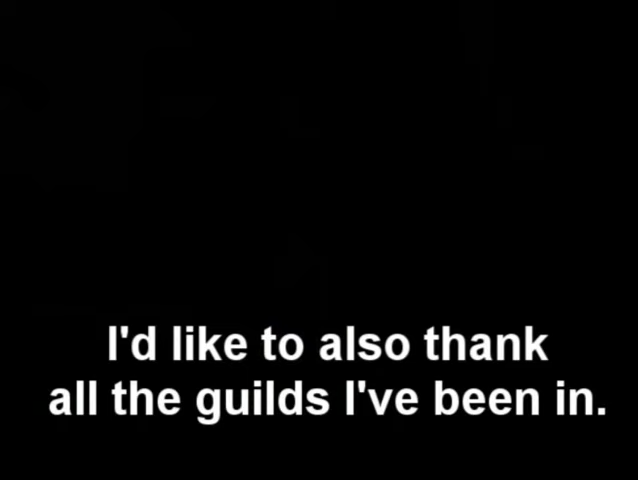 I'd like to also thank
all the guilds I've been in.